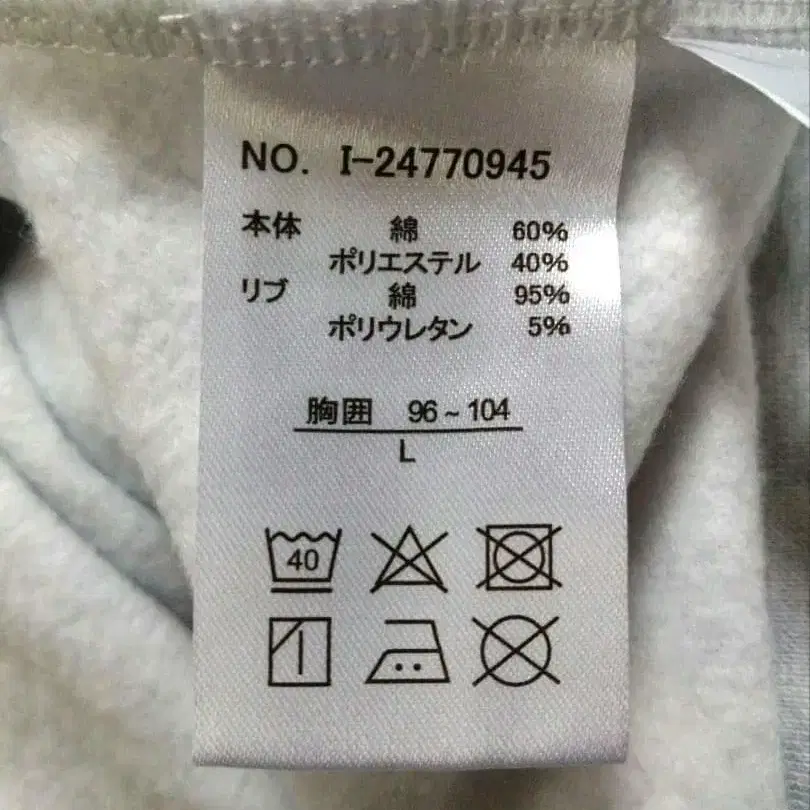 NO. I-24770945
本体 綿 60%
ポリエステル 40%
リブ 綿 95%
ポリウレタン 5%
胸囲 96~104
L
40